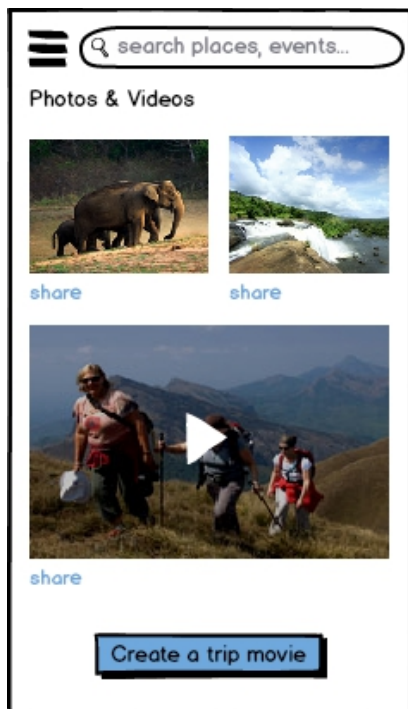 search places, events...
Photos & Videos
share
share
share
Create a trip movie